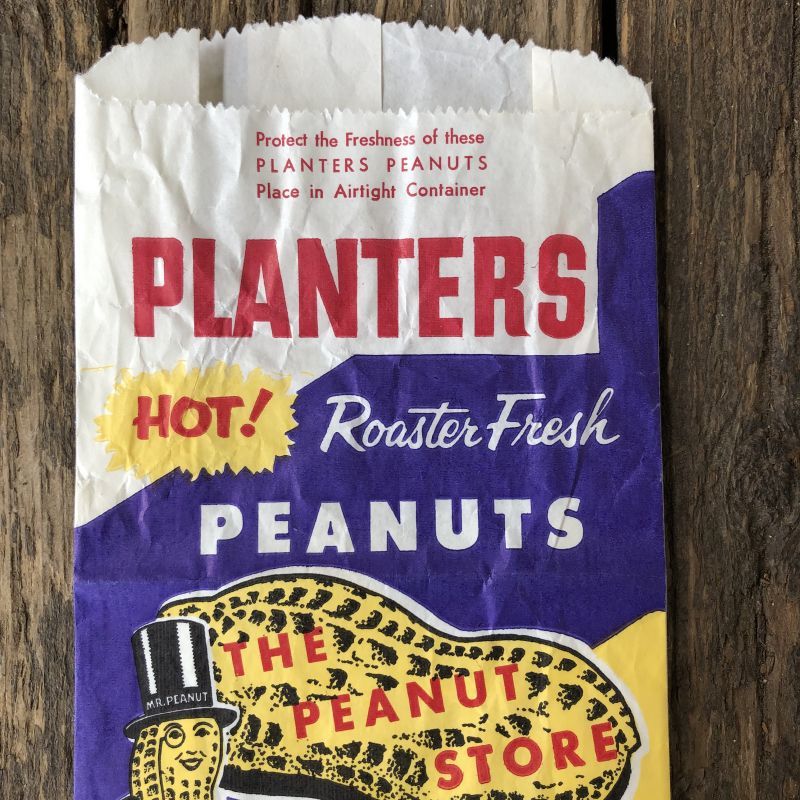 Protect the Freshness of these
PLANTERS PEANUTS
Place in Airtight Container
PLANTERS
HOT!
Roaster Fresh
PEANUTS
THE
PEANUT
STORE
MR. PEANUT